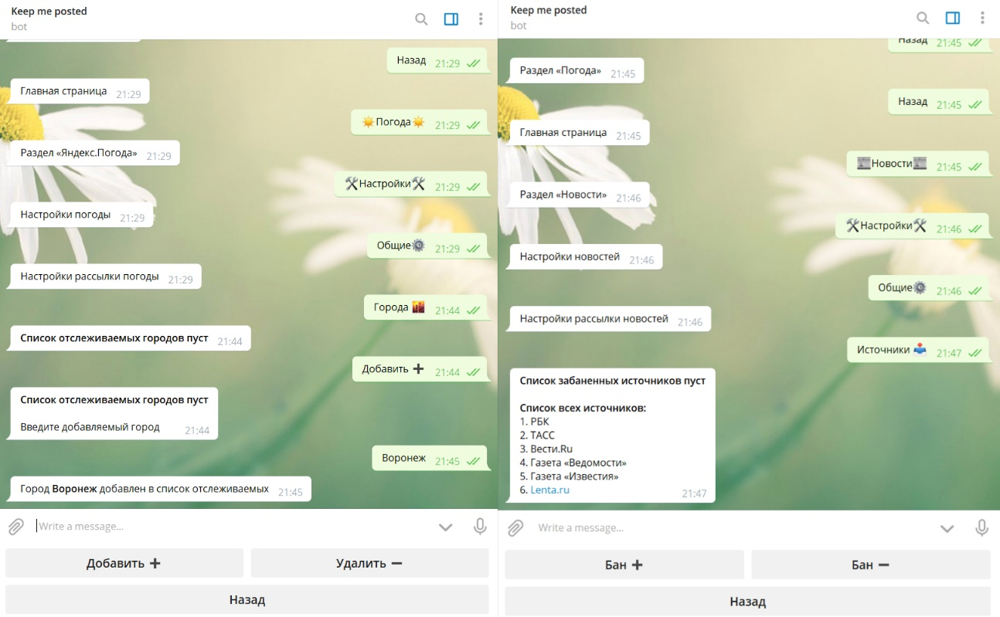 Keep me posted
bot
Назад 21:29
Главная страница 21:29
☀️Погода☀️ 21:29
Раздел «Яндекс.Погода» 21:29
🛠Настройки🛠 21:29
Настройки погоды 21:29
Общие⚙️ 21:29
Настройки рассылки погоды 21:29
Города 🌇 21:44
Список отслеживаемых городов пуст 21:44
Добавить ➕ 21:44
Список отслеживаемых городов пуст
Введите добавляемый город 21:44
Воронеж 21:45
Город Воронеж добавлен в список отслеживаемых 21:45
Write a message...
Добавить ➕
Удалить ➖
Назад
Keep me posted
bot
Назад 21:45
Раздел «Погода» 21:45
Назад 21:45
Главная страница 21:45
📰Новости📰 21:45
Раздел «Новости» 21:46
🛠Настройки🛠 21:46
Настройки новостей 21:46
Общие⚙️ 21:46
Настройки рассылки новостей 21:46
Источники 📥 21:47
Список забаненных источников пуст
Список всех источников:
1. РБК
2. ТАСС
3. Вести.Ru
4. Газета «Ведомости»
5. Газета «Известия»
6. Lenta.ru 21:47
Write a message...
Бан ➕
Бан ➖
Назад